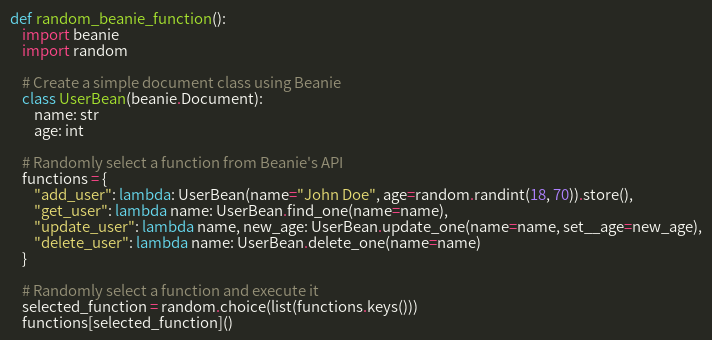 def random_beanie_function():
    import beanie
    import random

    # Create a simple document class using Beanie
    class UserBean(beanie.Document):
        name: str
        age: int

    # Randomly select a function from Beanie's API
    functions = {
        "add_user": lambda: UserBean(name="John Doe", age=random.randint(18, 70)).store(),
        "get_user": lambda name: UserBean.find_one(name=name),
        "update_user": lambda name, new_age: UserBean.update_one(name=name, set__age=new_age),
        "delete_user": lambda name: UserBean.delete_one(name=name)
    }

    # Randomly select a function and execute it
    selected_function = random.choice(list(functions.keys()))
    functions[selected_function]()